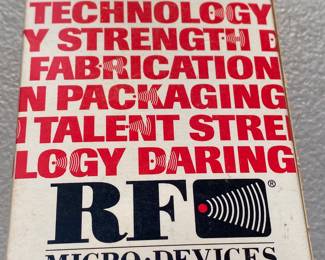 TECHNOLOGY
Y STRENGTH D
FABRICATION
N PACKAGING
TALENT STRE
LOGY DARING
RF®
MICRO·DEVICES